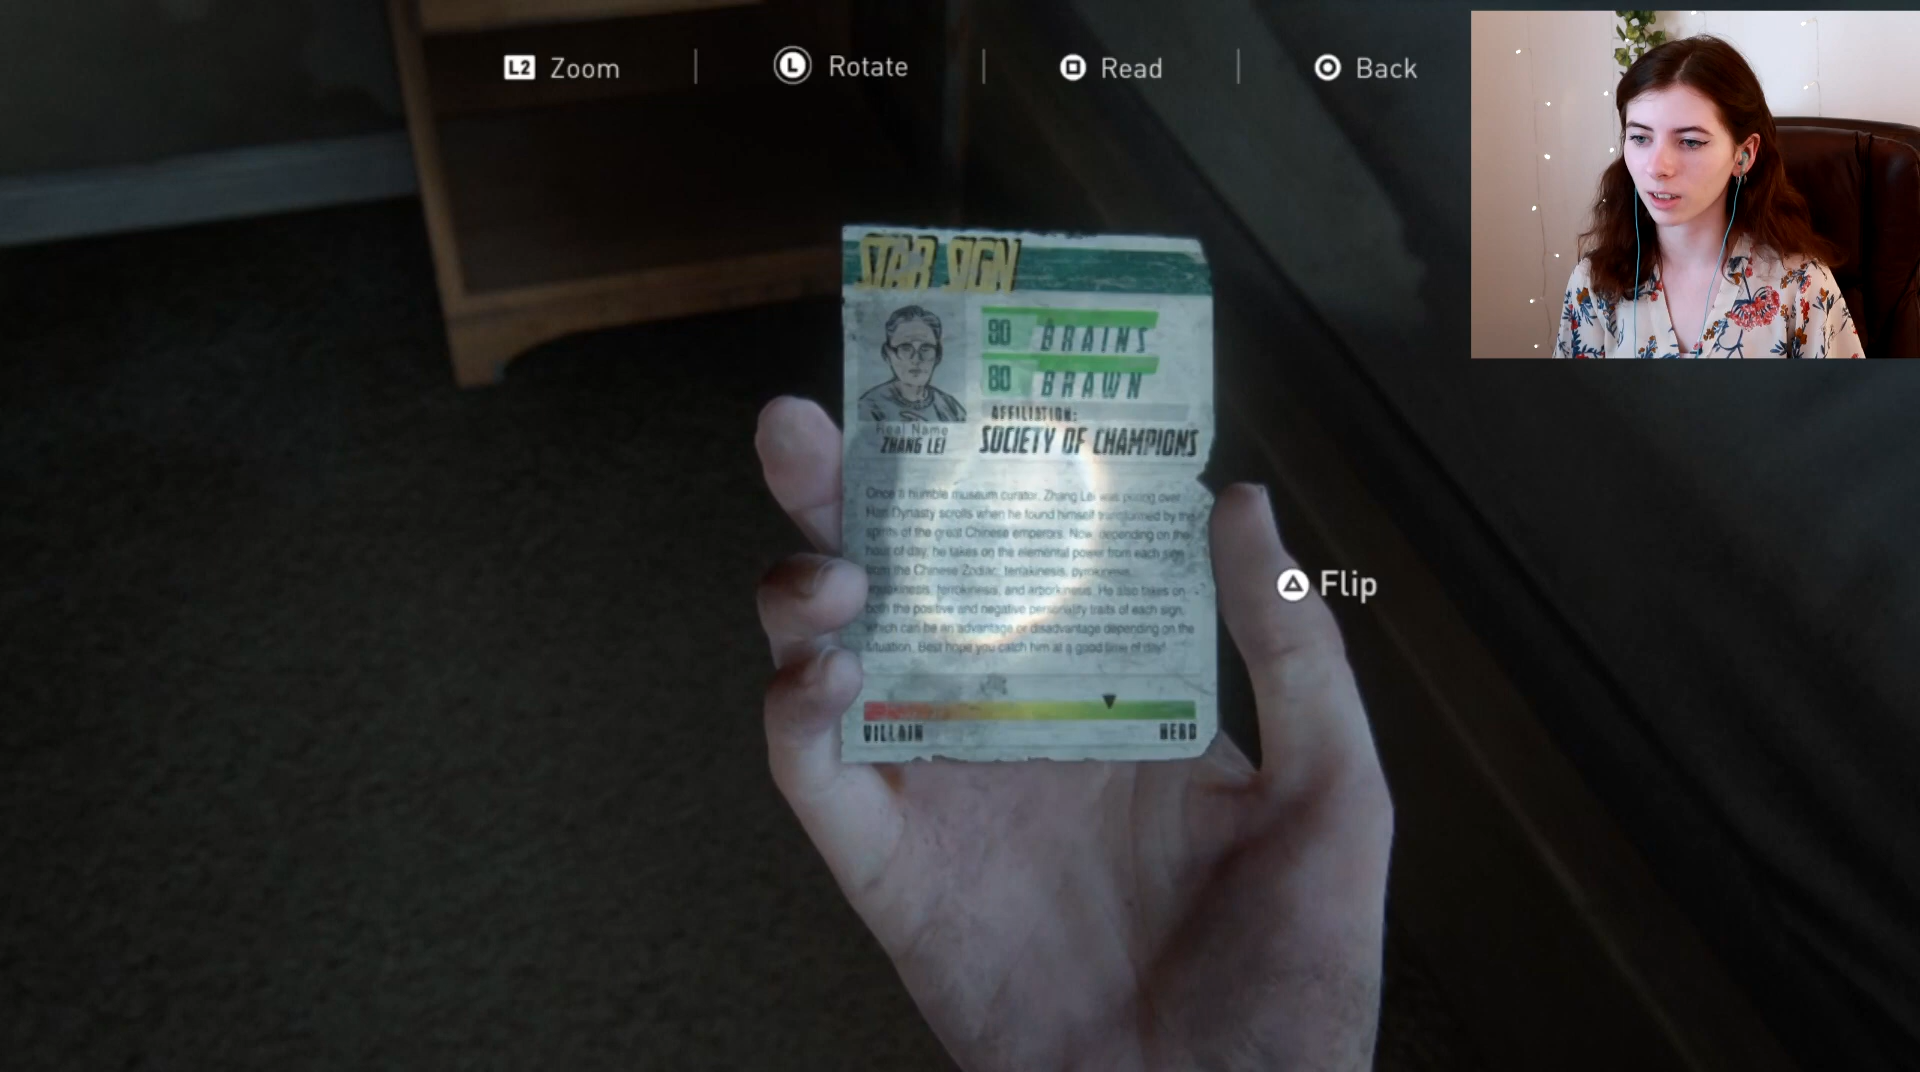 L2 Zoom
L Rotate
Read
Back
STAR SIGN
80 BRAINS
80 BRAWN
AFFILIATION:
SOCIETY OF CHAMPIONS
Real Name
ZHANG LEI
Once a humble museum curator, Zhang Lei was poring over
Han Dynasty scrolls when he found himself transformed by the
spirits of the great Chinese emperors. Now, depending on the
hour of day, he takes on the elemental power from each sign
from the Chinese Zodiac: terrakinesis, pyrokinesis,
ferrokinesis, and arborkinesis. He also takes on
both the positive and negative personality traits of each sign,
which can be an advantage or disadvantage depending on the
situation. Best hope you catch him at a good time of day!
VILLAIN
HERO
Flip